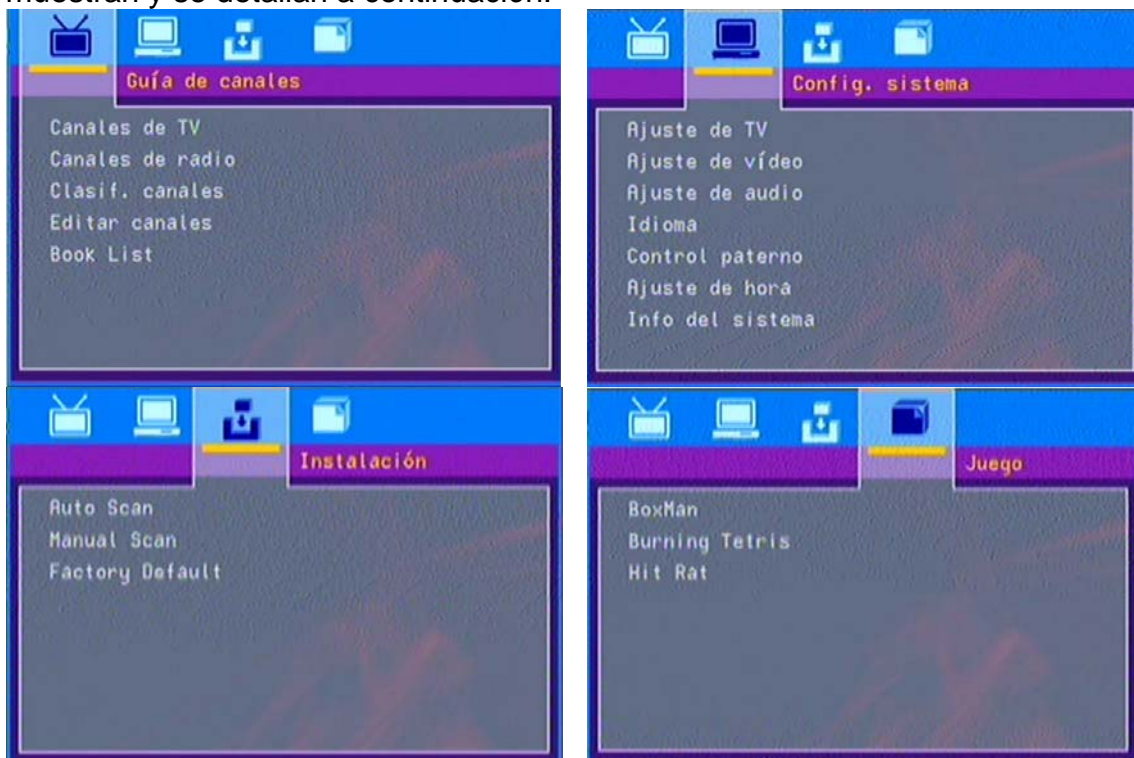 muestran y se detallan a continuación.
Guía de canales
Canales de TV
Canales de radio
Clasif. canales
Editar canales
Book List
Config. sistema
Ajuste de TV
Ajuste de vídeo
Ajuste de audio
Idioma
Control paterno
Ajuste de hora
Info del sistema
Instalación
Auto Scan
Manual Scan
Factory Default
Juego
BoxMan
Burning Tetris
Hit Rat